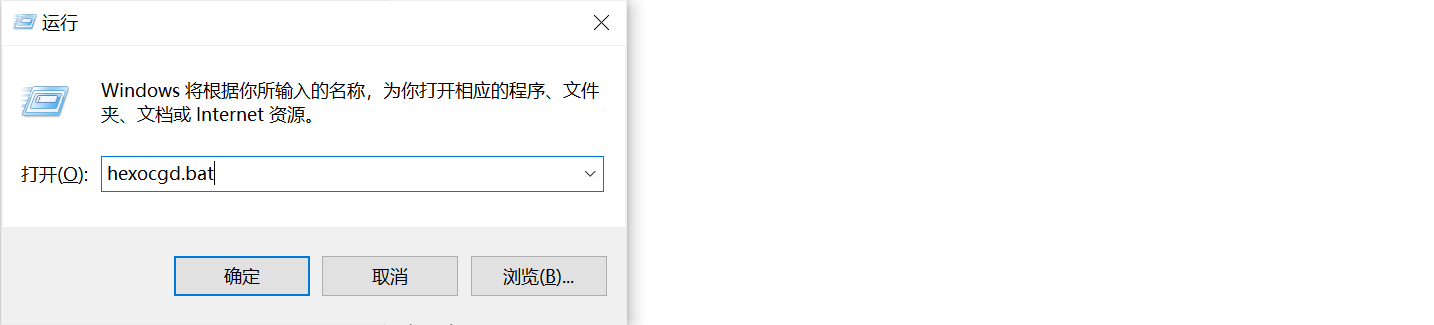 运行
Windows 将根据你所输入的名称，为你打开相应的程序、文件
夹、文档或 Internet 资源。
打开(O): hexocgd.bat
确定 取消 浏览(B)...